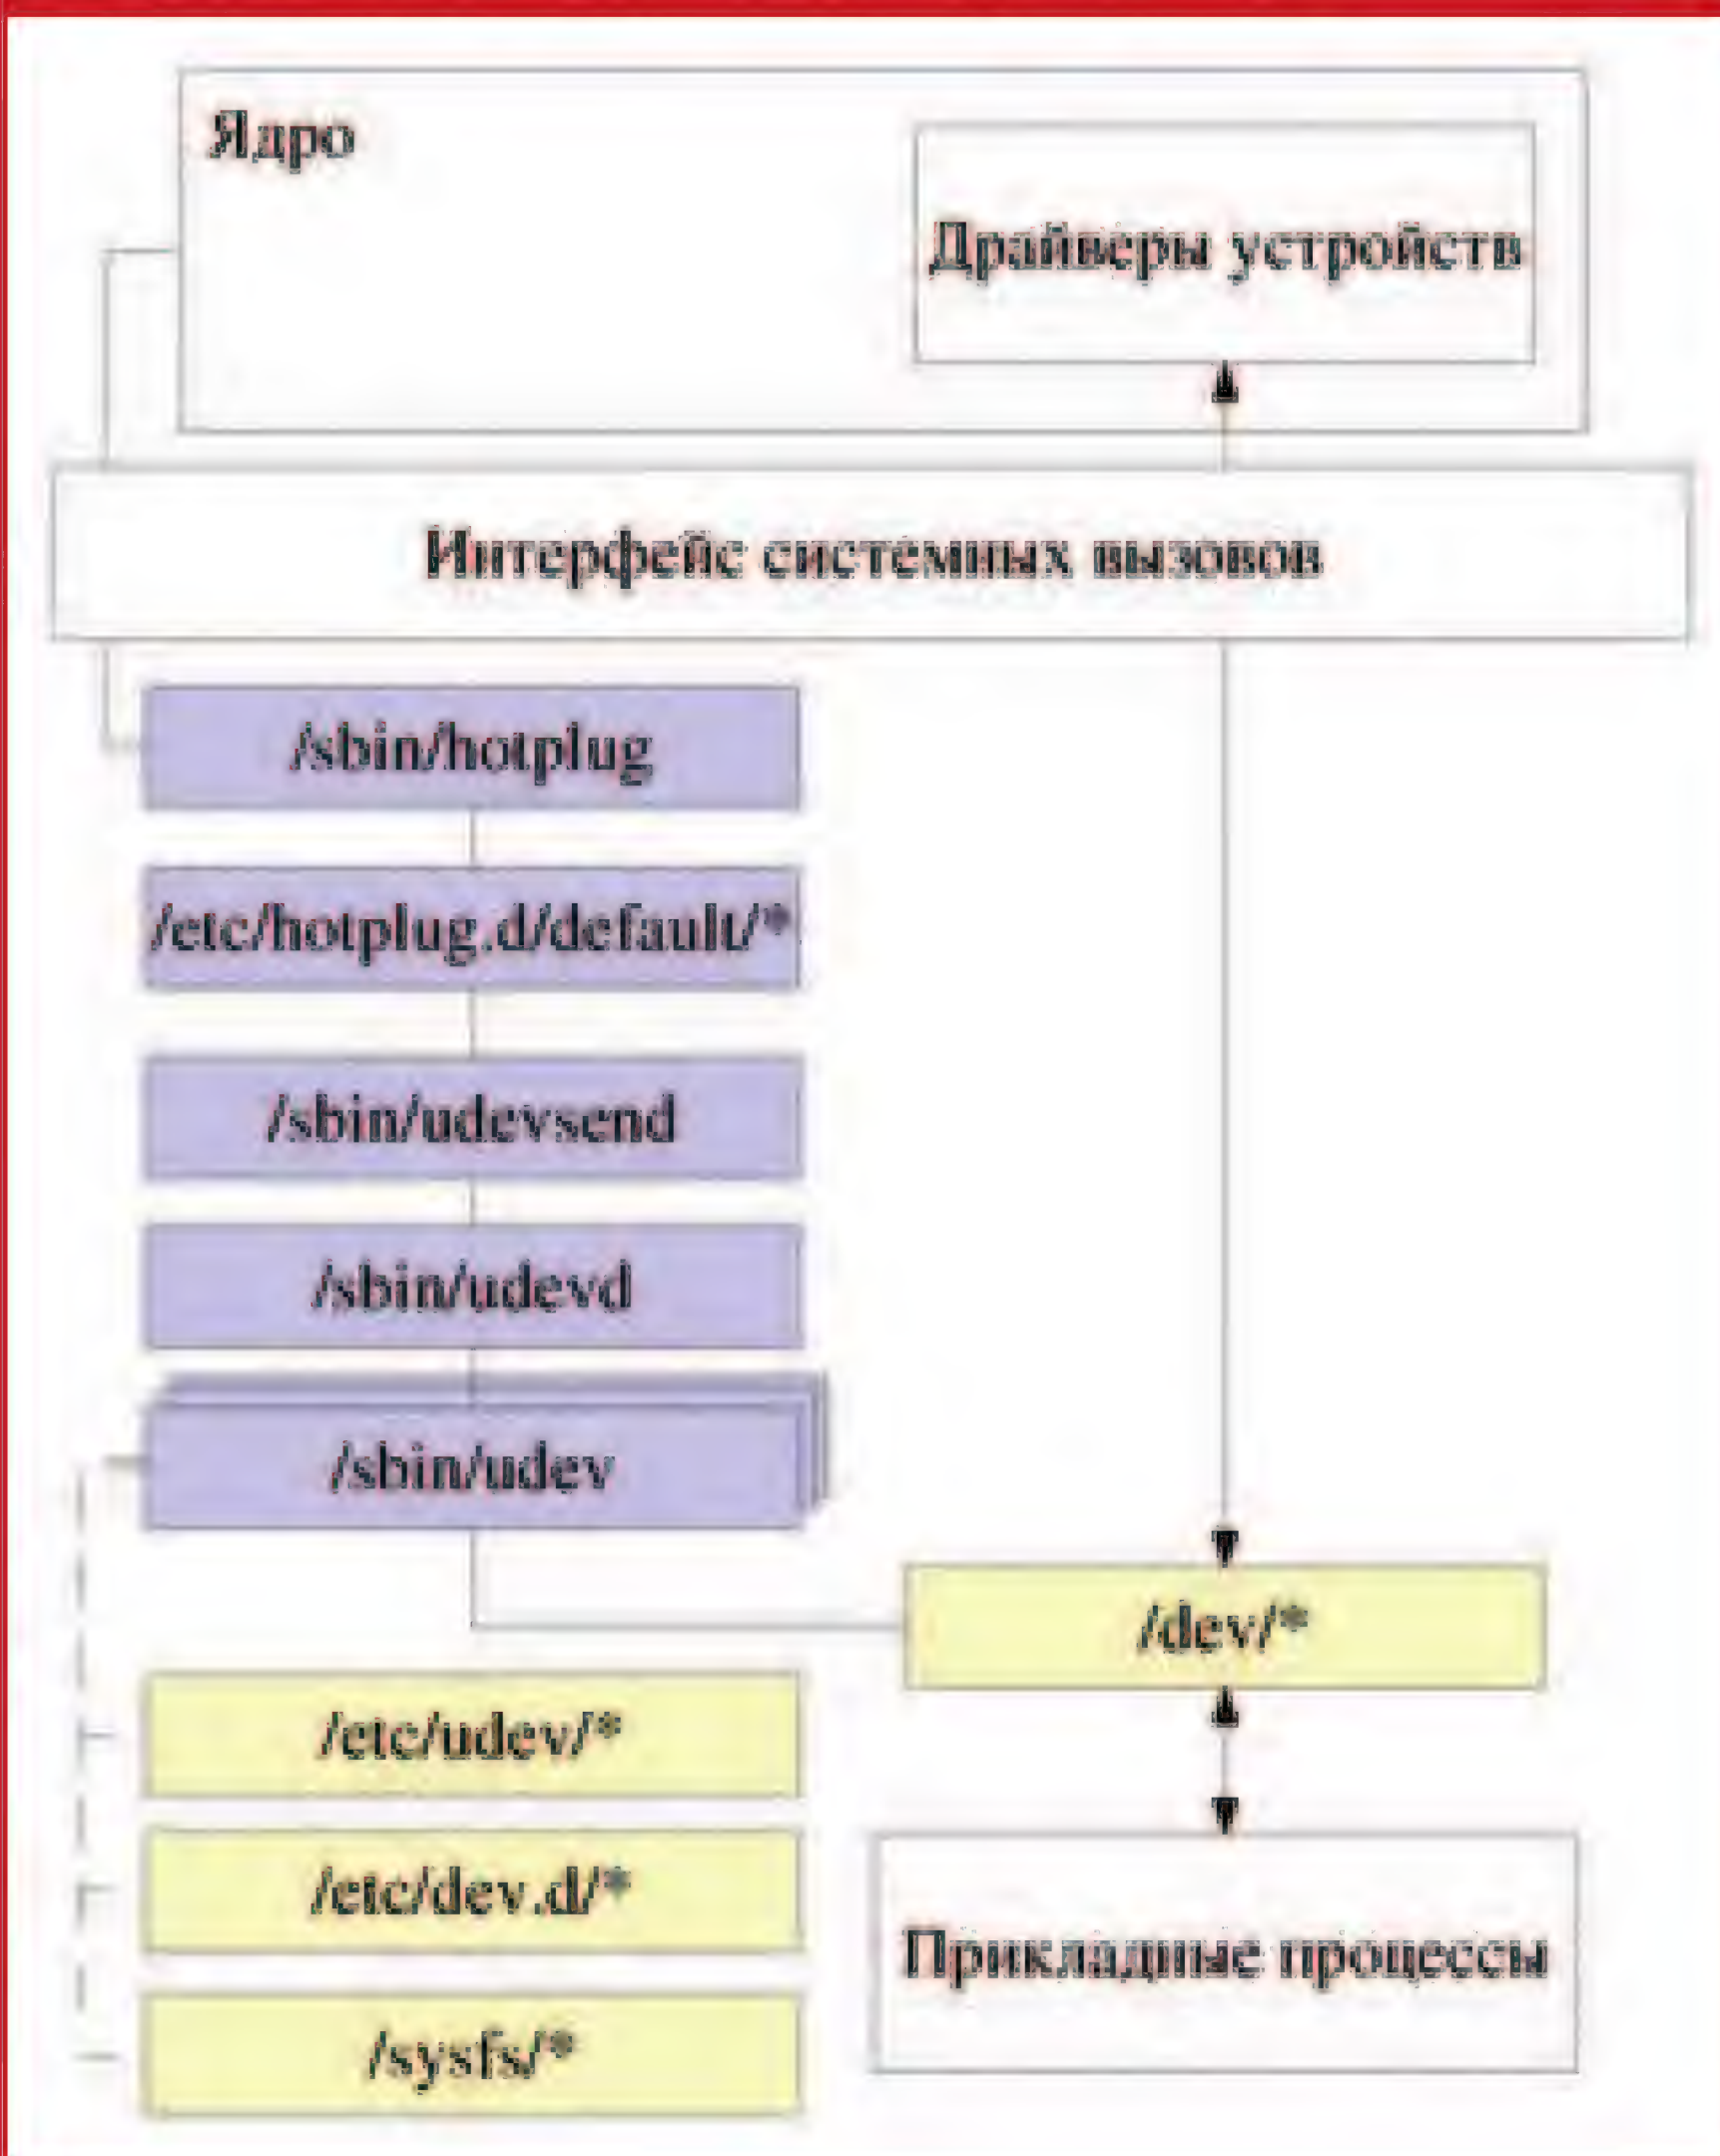 Ядро
Драйверы устройств
Интерфейс системных вызовов
/sbin/hotplug
/etc/hotplug.d/default/*
/sbin/udevsend
/sbin/udevd
/sbin/udev
/dev/*
/etc/udev/*
/etc/dev.d/*
Прикладные процессы
/sysfs/*